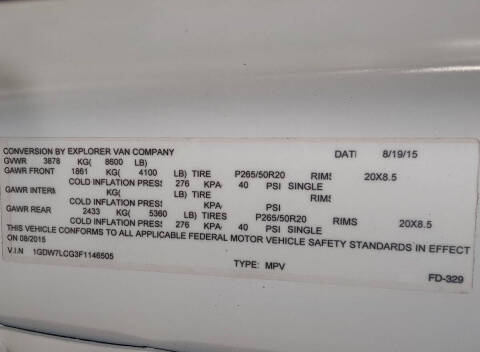 CONVERSION BY EXPLORER VAN COMPANY DATE 8/19/15
GVWR 3878 KG( 8600 LB)
GAWR FRONT 1861 KG( 4100 LB) TIRE P265/50R20 RIMS 20X8.5
COLD INFLATION PRESS 276 KPA 40 PSI SINGLE
GAWR INTERM KG( LB) TIRE RIMS
COLD INFLATION PRESS KPA PSI
GAWR REAR 2433 KG( 5360 LB) TIRES P265/50R20 RIMS 20X8.5
COLD INFLATION PRESS 276 KPA 40 PSI SINGLE
THIS VEHICLE CONFORMS TO ALL APPLICABLE FEDERAL MOTOR VEHICLE SAFETY STANDARDS IN EFFECT
ON 08/2015
V.I.N 1GDW7LCG3F1146505 TYPE: MPV FD-329